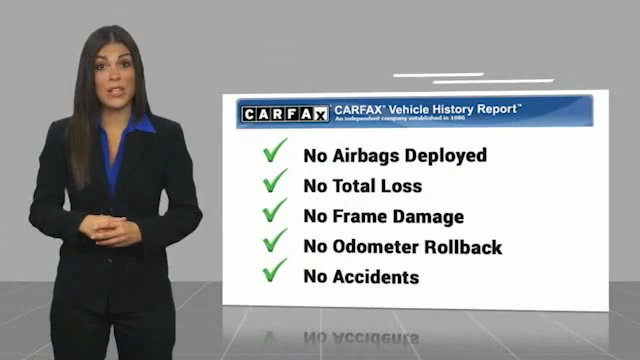 CARFAX CARFAX® Vehicle History Report™
An independent company established in 1986
No Airbags Deployed
No Total Loss
No Frame Damage
No Odometer Rollback
No Accidents